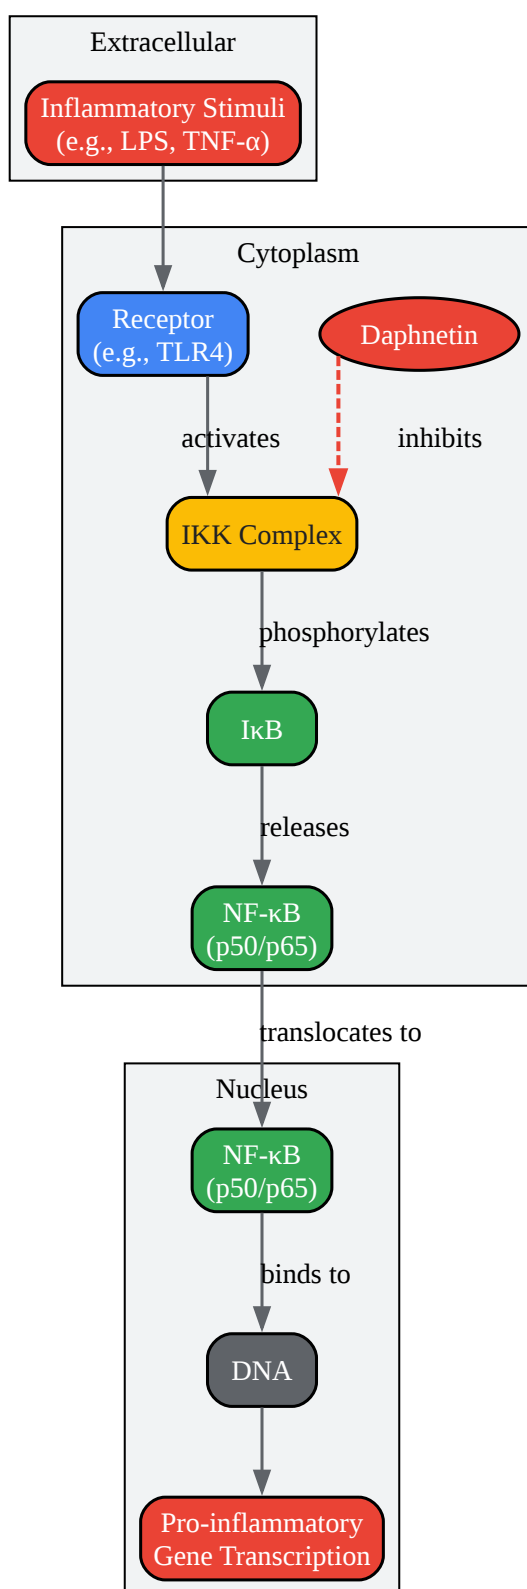 Extracellular
Inflammatory Stimuli
(e.g., LPS, TNF-α)
Cytoplasm
Receptor
(e.g., TLR4)
Daphnetin
activates
inhibits
IKK Complex
phosphorylates
IκB
releases
NF-κB
(p50/p65)
translocates to
Nucleus
NF-κB
(p50/p65)
binds to
DNA
Pro-inflammatory
Gene Transcription